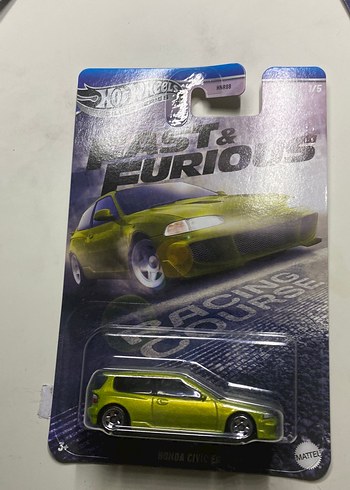 Hot Wheels
1/5
FAST &
FURIOUS
RACING
COURSE
HONDA CIVIC EG
3+
MATTEL